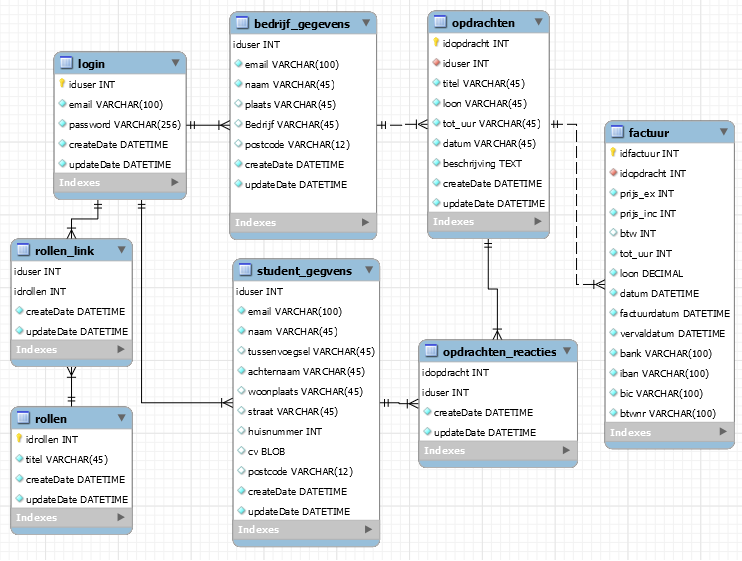 login
iduser INT
email VARCHAR(100)
password VARCHAR(256)
createDate DATETIME
updateDate DATETIME
Indexes
bedrijf_gegevens
iduser INT
email VARCHAR(100)
naam VARCHAR(45)
plaats VARCHAR(45)
Bedrijf VARCHAR(45)
postcode VARCHAR(12)
createDate DATETIME
updateDate DATETIME
Indexes
opdrachten
idopdracht INT
iduser INT
titel VARCHAR(45)
loon VARCHAR(45)
tot_uur VARCHAR(45)
datum VARCHAR(45)
beschrijving TEXT
createDate DATETIME
updateDate DATETIME
Indexes
factuur
idfactuur INT
idopdracht INT
prijs_ex INT
prijs_inc INT
btw INT
tot_uur INT
loon DECIMAL
datum DATETIME
factuurdatum DATETIME
vervaldatum DATETIME
bank VARCHAR(100)
iban VARCHAR(100)
bic VARCHAR(100)
btwnr VARCHAR(100)
Indexes
rollen_link
iduser INT
idrollen INT
createDate DATETIME
updateDate DATETIME
Indexes
student_gegvens
iduser INT
email VARCHAR(100)
naam VARCHAR(45)
tussenvoegsel VARCHAR(45)
achternaam VARCHAR(45)
woonplaats VARCHAR(45)
straat VARCHAR(45)
huisnummer INT
cv BLOB
postcode VARCHAR(12)
createDate DATETIME
updateDate DATETIME
Indexes
opdrachten_reacties
idopdracht INT
iduser INT
createDate DATETIME
updateDate DATETIME
Indexes
rollen
idrollen INT
titel VARCHAR(45)
createDate DATETIME
updateDate DATETIME
Indexes